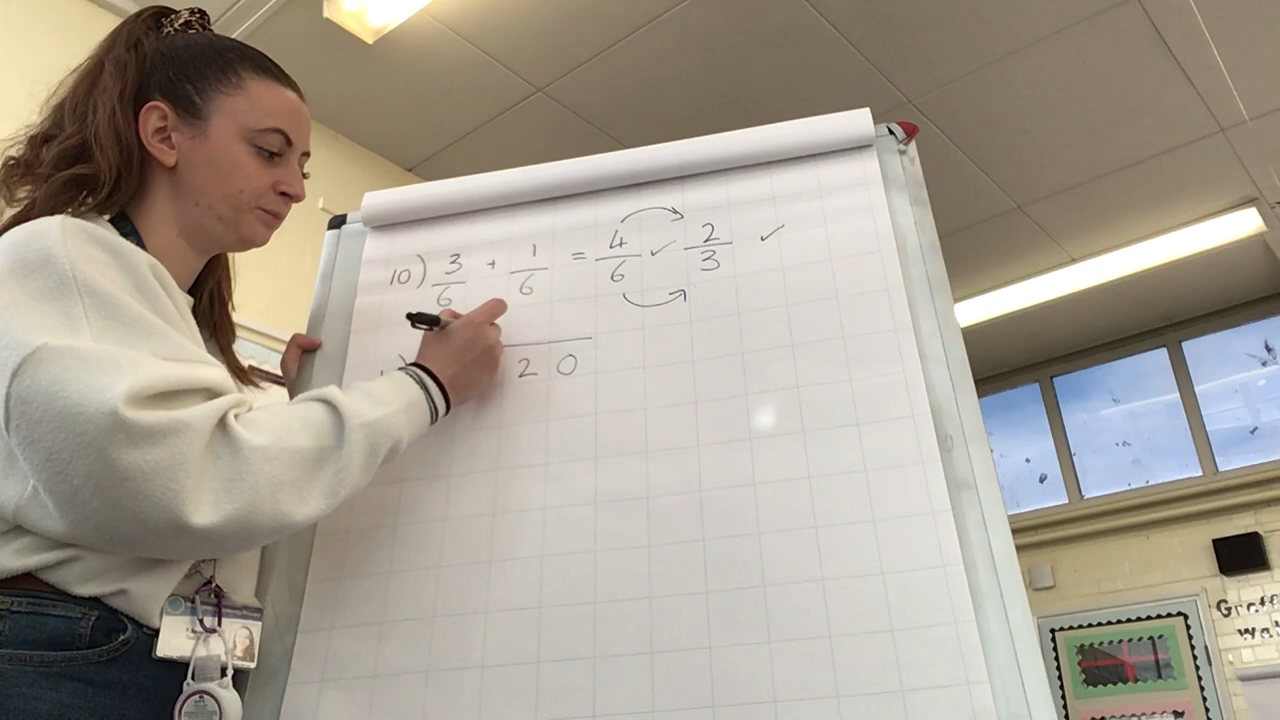 10) 3/6 + 1/6 = 4/6 ✓ 2/3 ✓
20